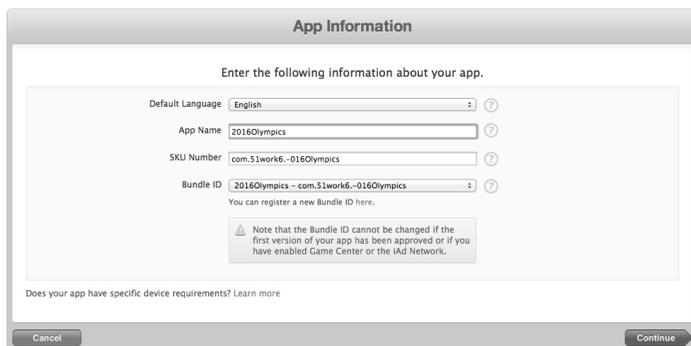 App Information
Enter the following information about your app.
Default Language English ?
App Name 2016Olympics ?
SKU Number com.51work6.-016Olympics ?
Bundle ID 2016Olympics - com.51work6.-016Olympics ?
You can register a new Bundle ID here.
Note that the Bundle ID cannot be changed if the
first version of your app has been approved or if you
have enabled Game Center or the iAd Network.
Does your app have specific device requirements? Learn more
Cancel Continue